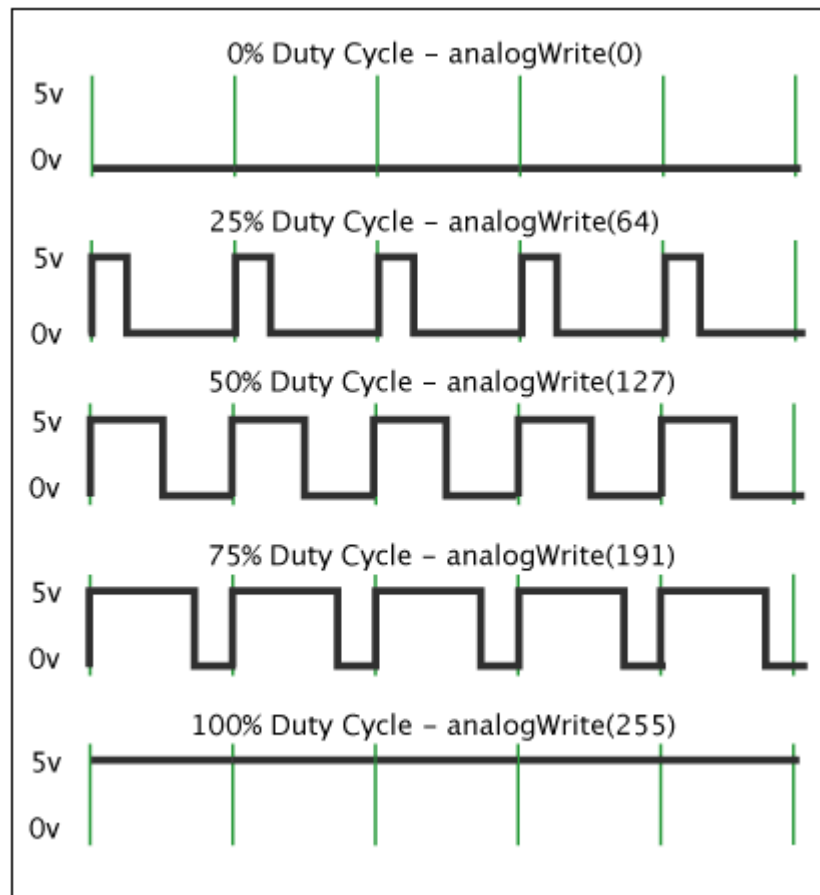 0% Duty Cycle – analogWrite(0)
5v
0v
25% Duty Cycle – analogWrite(64)
5v
0v
50% Duty Cycle – analogWrite(127)
5v
0v
75% Duty Cycle – analogWrite(191)
5v
0v
100% Duty Cycle – analogWrite(255)
5v
0v